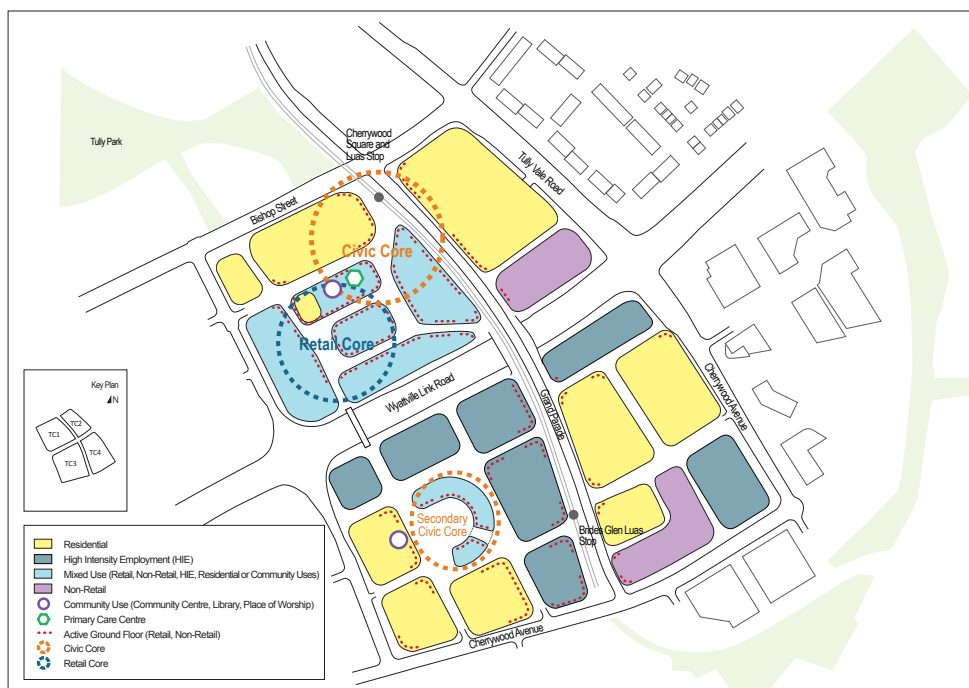 Tully Park
Cherrywood
Square and
Luas Stop
Tully Vale Road
Bishop Street
Civic Core
Retail Core
Wyattville Link Road
Grand Parade
Cherrywood Avenue
Key Plan
N
TC1
TC2
TC3
TC4
Secondary
Civic Core
Brides Glen Luas
Stop
Cherrywood Avenue
Residential
High Intensity Employment (HIE)
Mixed Use (Retail, Non-Retail, HIE, Residential or Community Uses)
Non-Retail
Community Use (Community Centre, Library, Place of Worship)
Primary Care Centre
Active Ground Floor (Retail, Non-Retail)
Civic Core
Retail Core